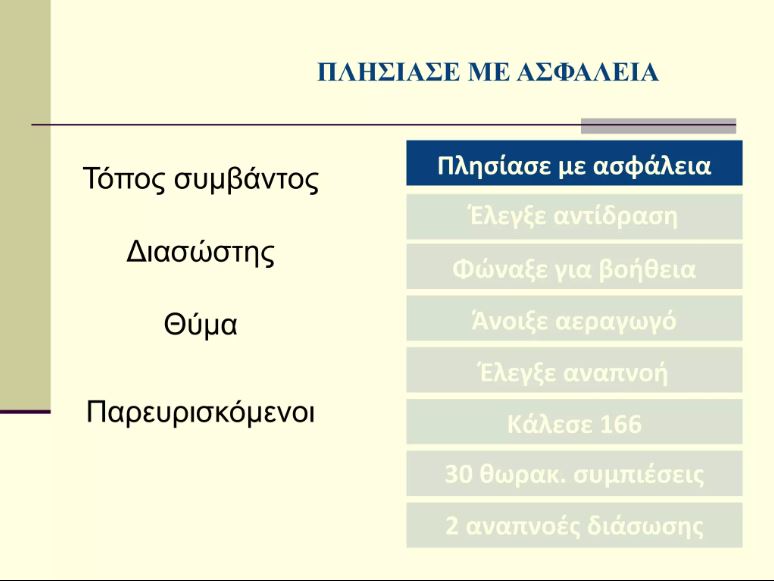 ΠΛΗΣΙΑΣΕ ΜΕ ΑΣΦΑΛΕΙΑ
Τόπος συμβάντος
Διασώστης
Θύμα
Παρευρισκόμενοι
Πλησίασε με ασφάλεια
Έλεγξε αντίδραση
Φώναξε για βοήθεια
Άνοιξε αεραγωγό
Έλεγξε αναπνοή
Κάλεσε 166
30 θωρακ. συμπιέσεις
2 αναπνοές διάσωσης